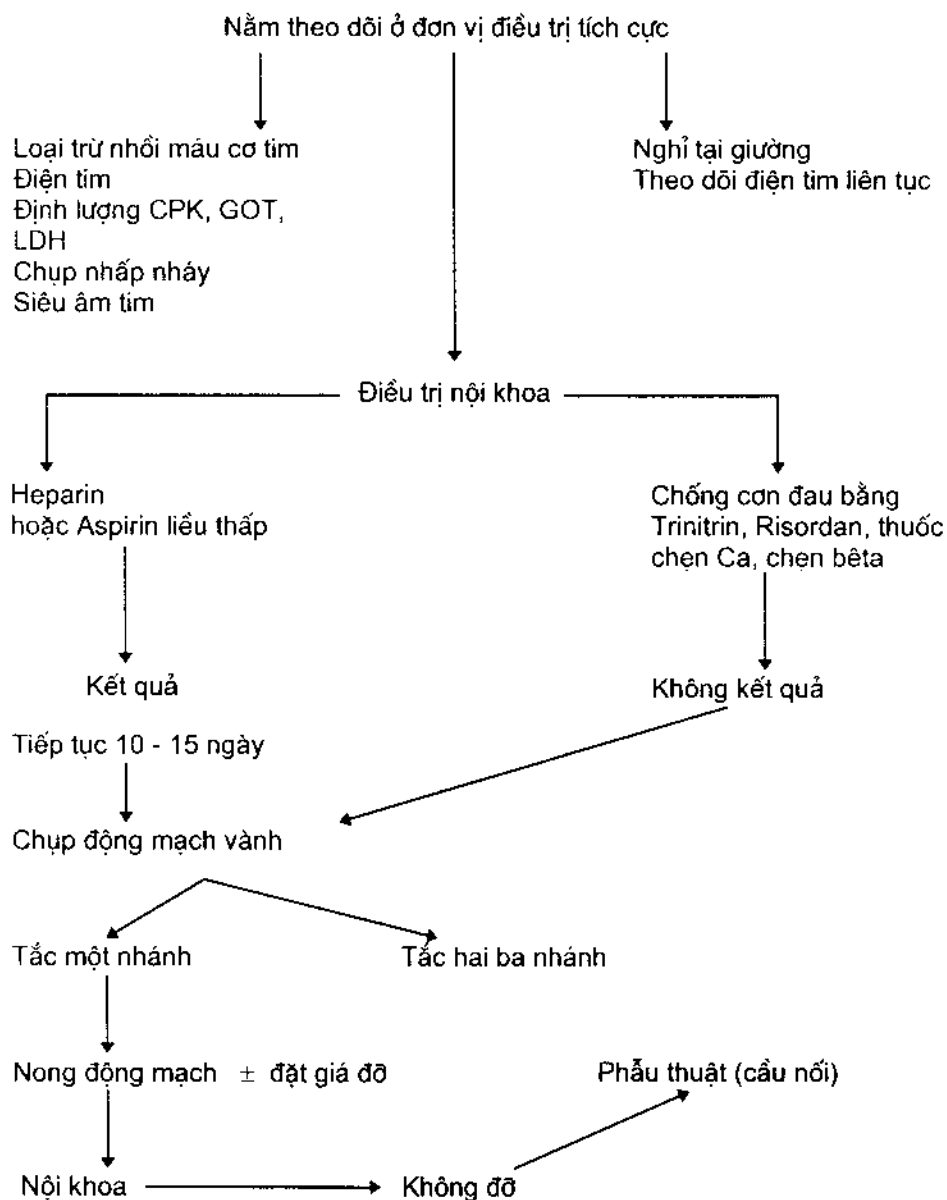 Nằm theo dõi ở đơn vị điều trị tích cực
Loại trừ nhồi máu cơ tim
Điện tim
Định lượng CPK, GOT,
LDH
Chụp nhấp nháy
Siêu âm tim
Nghỉ tại giường
Theo dõi điện tim liên tục
Điều trị nội khoa
Heparin
hoặc Aspirin liều thấp
Chống cơn đau bằng
Trinitrin, Risordan, thuốc
chẹn Ca, chẹn bêta
Kết quả
Không kết quả
Tiếp tục 10 - 15 ngày
Chụp động mạch vành
Tắc một nhánh
Tắc hai ba nhánh
Nong động mạch ± đặt giá đỡ
Phẫu thuật (cầu nối)
Nội khoa
Không đỡ